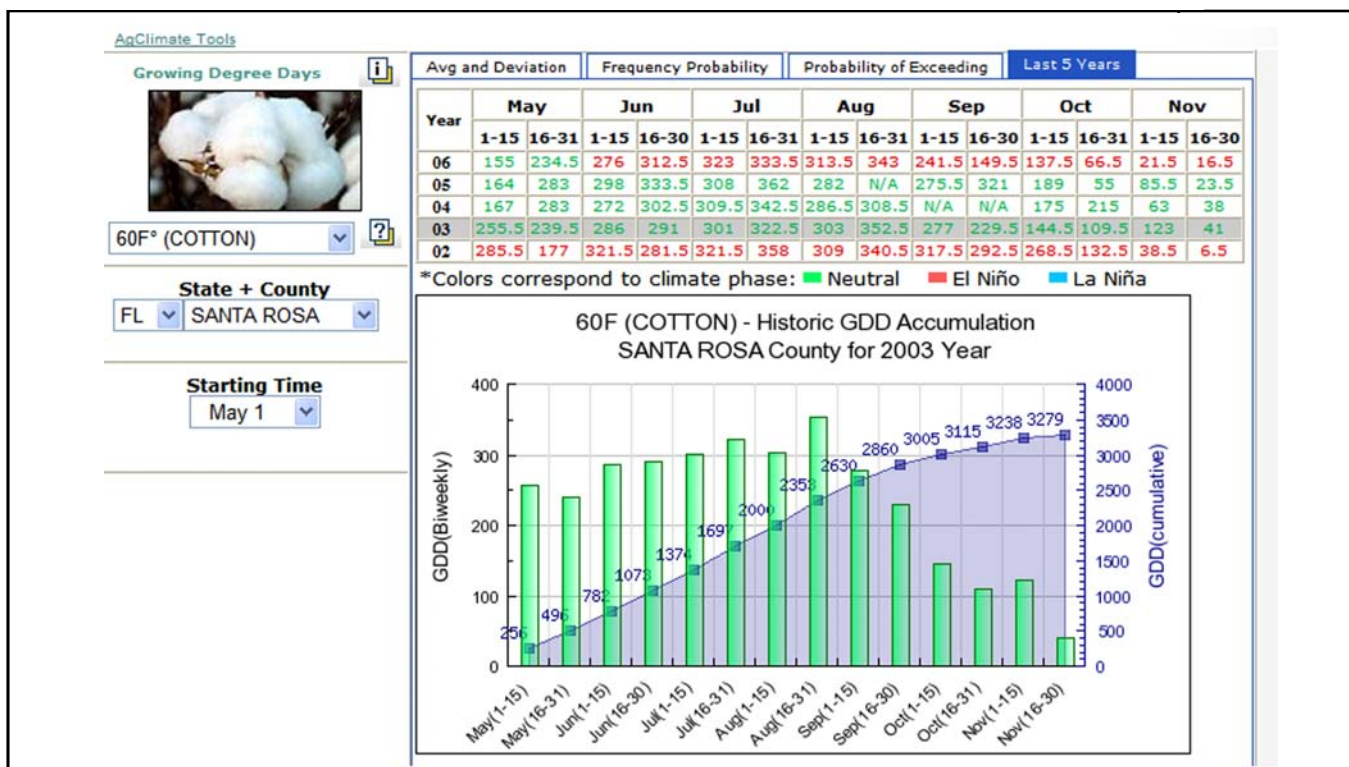 AgClimate Tools
Growing Degree Days
i
60F° (COTTON)
?
State + County
FL SANTA ROSA
Starting Time
May 1
Avg and Deviation Frequency Probability Probability of Exceeding Last 5 Years
Year May Jun Jul Aug Sep Oct Nov
1-15 16-31 1-15 16-30 1-15 16-31 1-15 16-31 1-15 16-30 1-15 16-31 1-15 16-30
06 155 234.5 276 312.5 323 333.5 313.5 343 241.5 149.5 137.5 66.5 21.5 16.5
05 164 283 298 333.5 308 362 282 N/A 275.5 321 189 55 85.5 23.5
04 167 283 272 302.5 309.5 342.5 286.5 308.5 N/A N/A 175 215 63 38
03 255.5 239.5 286 291 301 322.5 303 352.5 277 229.5 144.5 109.5 123 41
02 285.5 177 321.5 281.5 321.5 358 309 340.5 317.5 292.5 268.5 132.5 38.5 6.5
*Colors correspond to climate phase: Neutral El Niño La Niña
60F (COTTON) - Historic GDD Accumulation
SANTA ROSA County for 2003 Year
GDD(Biweekly)
400
300
200
100
0
256 496 782 1073 1374 1697 2000 2353 2630 2860 3005 3115 3238 3279
4000
3500
3000
2500
2000
1500
1000
500
0
GDD(cumulative)
May(1-15) May(16-31) Jun(1-15) Jun(16-30) Jul(1-15) Jul(16-31) Aug(1-15) Aug(16-31) Sep(1-15) Sep(16-30) Oct(1-15) Oct(16-31) Nov(1-15) Nov(16-30)